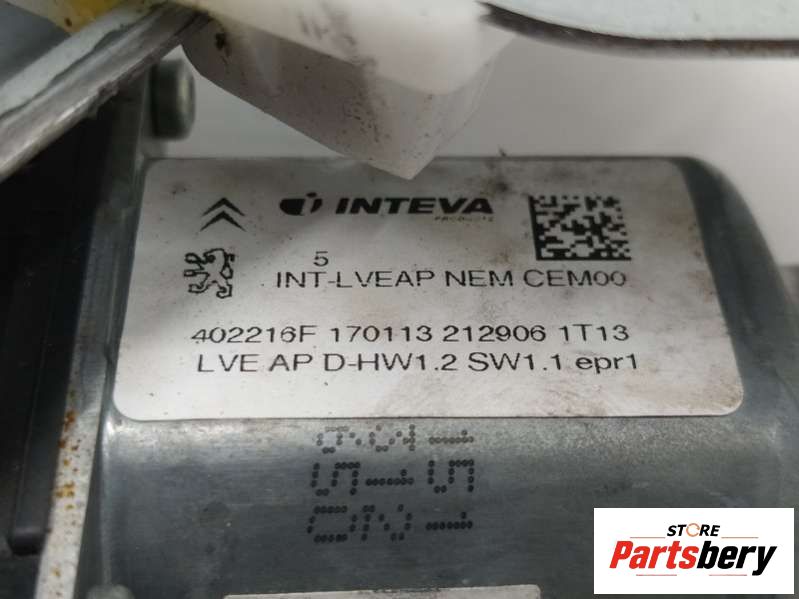 INTEVA
PRODUCTS
5
INT-LVEAP NEM CEM00
402216F 170113 212906 1T13
LVE AP D-HW1.2 SW1.1 epr1
STORE
Partsbery